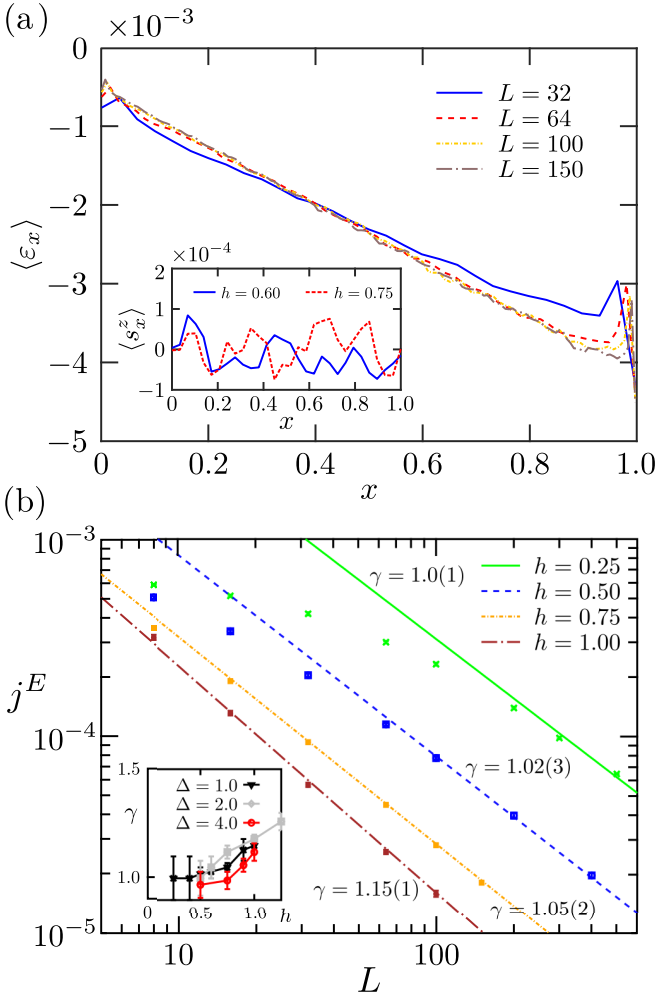 (a)
×10⁻³
0
−1
−2
−3
−4
−5
⟨εₓ⟩
L = 32
L = 64
L = 100
L = 150
×10⁻⁴
2
1
0
−1
⟨sᶻₓ⟩
h = 0.60
h = 0.75
0
0.2
0.4
0.6
0.8
1.0
x
0
0.2
0.4
0.6
0.8
1.0
x
(b)
10⁻³
10⁻⁴
10⁻⁵
jᴱ
γ = 1.0(1)
h = 0.25
h = 0.50
h = 0.75
h = 1.00
γ = 1.02(3)
γ = 1.15(1)
γ = 1.05(2)
1.5
γ
1.0
Δ = 1.0
Δ = 2.0
Δ = 4.0
0
0.5
1.0
h
10
100
L